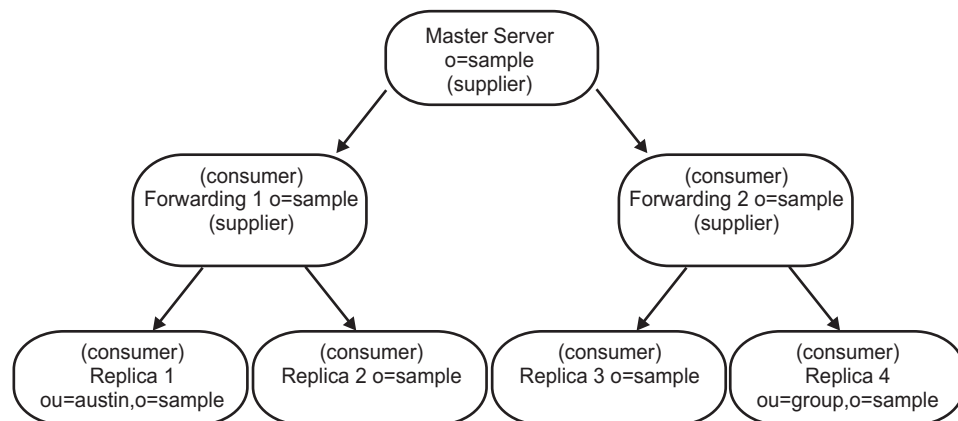 Master Server
o=sample
(supplier)
(consumer)
Forwarding 1 o=sample
(supplier)
(consumer)
Forwarding 2 o=sample
(supplier)
(consumer)
Replica 1
ou=austin,o=sample
(consumer)
Replica 2 o=sample
(consumer)
Replica 3 o=sample
(consumer)
Replica 4
ou=group,o=sample